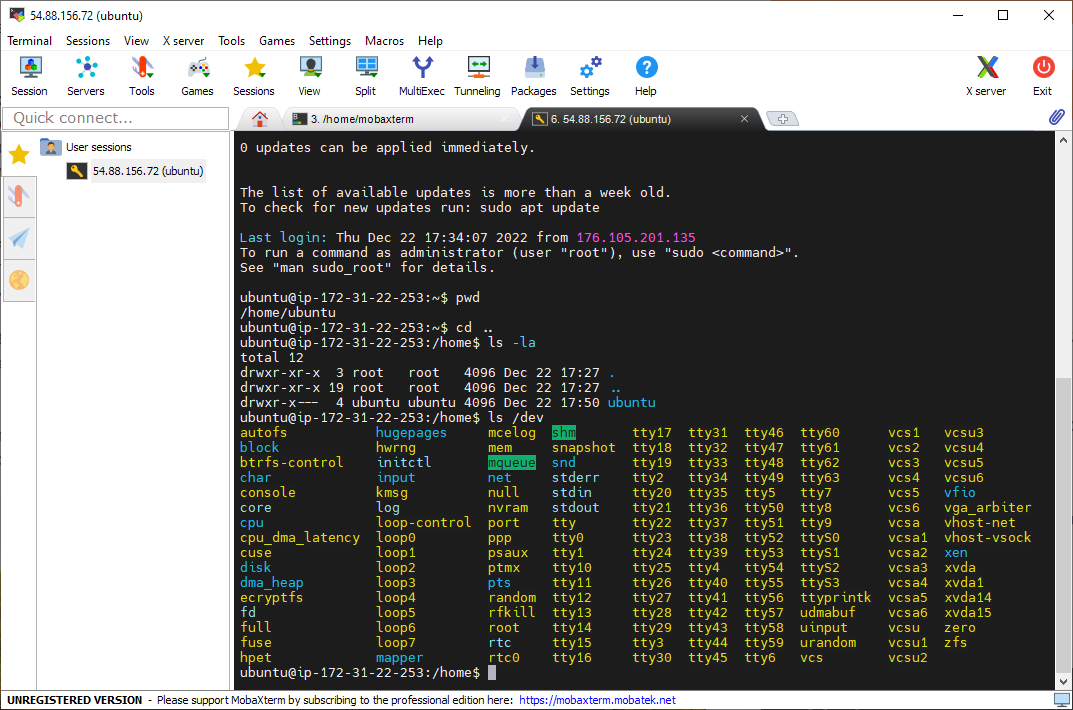 54.88.156.72 (ubuntu)
Terminal Sessions View X server Tools Games Settings Macros Help
Session Servers Tools Games Sessions View Split MultiExec Tunneling Packages Settings Help X server Exit
Quick connect...
3. /home/mobaxterm
6. 54.88.156.72 (ubuntu)
User sessions
54.88.156.72 (ubuntu)
0 updates can be applied immediately.
The list of available updates is more than a week old.
To check for new updates run: sudo apt update
Last login: Thu Dec 22 17:34:07 2022 from 176.105.201.135
To run a command as administrator (user "root"), use "sudo <command>".
See "man sudo_root" for details.
ubuntu@ip-172-31-22-253:~$ pwd
/home/ubuntu
ubuntu@ip-172-31-22-253:~$ cd ..
ubuntu@ip-172-31-22-253:/home$ ls -la
total 12
drwxr-xr-x 3 root root 4096 Dec 22 17:27 .
drwxr-xr-x 19 root root 4096 Dec 22 17:27 ..
drwxr-x--- 4 ubuntu ubuntu 4096 Dec 22 17:50 ubuntu
ubuntu@ip-172-31-22-253:/home$ ls /dev
autofs hugepages mcelog shm tty17 tty31 tty46 tty60 vcs1 vcsu3
block hwrng mem snapshot tty18 tty32 tty47 tty61 vcs2 vcsu4
btrfs-control initctl mqueue snd tty19 tty33 tty48 tty62 vcs3 vcsu5
char input net stderr tty2 tty34 tty49 tty63 vcs4 vcsu6
console kmsg null stdin tty20 tty35 tty5 tty7 vcs5 vfio
core log nvram stdout tty21 tty36 tty50 tty8 vcs6 vga_arbiter
cpu loop-control port tty tty22 tty37 tty51 tty9 vcsa vhost-net
cpu_dma_latency loop0 ppp tty0 tty23 tty38 tty52 ttyS0 vcsa1 vhost-vsock
cuse loop1 psaux tty1 tty24 tty39 tty53 ttyS1 vcsa2 xen
disk loop2 ptmx tty10 tty25 tty4 tty54 ttyS2 vcsa3 xvda
dma_heap loop3 pts tty11 tty26 tty40 tty55 ttyS3 vcsa4 xvda1
ecryptfs loop4 random tty12 tty27 tty41 tty56 ttyprintk vcsa5 xvda14
fd loop5 rfkill tty13 tty28 tty42 tty57 udmabuf vcsa6 xvda15
full loop6 root tty14 tty29 tty43 tty58 uinput vcsu zero
fuse loop7 rtc tty15 tty3 tty44 tty59 urandom vcsu1 zfs
hpet mapper rtc0 tty16 tty30 tty45 tty6 vcs vcsu2
ubuntu@ip-172-31-22-253:/home$
UNREGISTERED VERSION - Please support MobaXterm by subscribing to the professional edition here: https://mobaxterm.mobatek.net